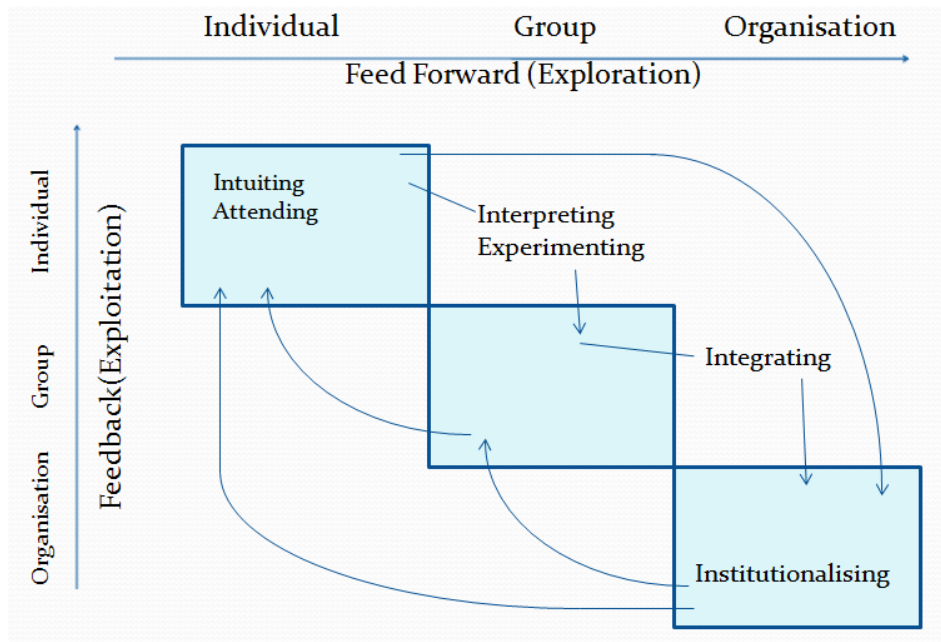 Individual
Group
Organisation
Feed Forward (Exploration)
Individual
Group
Organisation
Feedback(Exploitation)
Intuiting
Attending
Interpreting
Experimenting
Integrating
Institutionalising